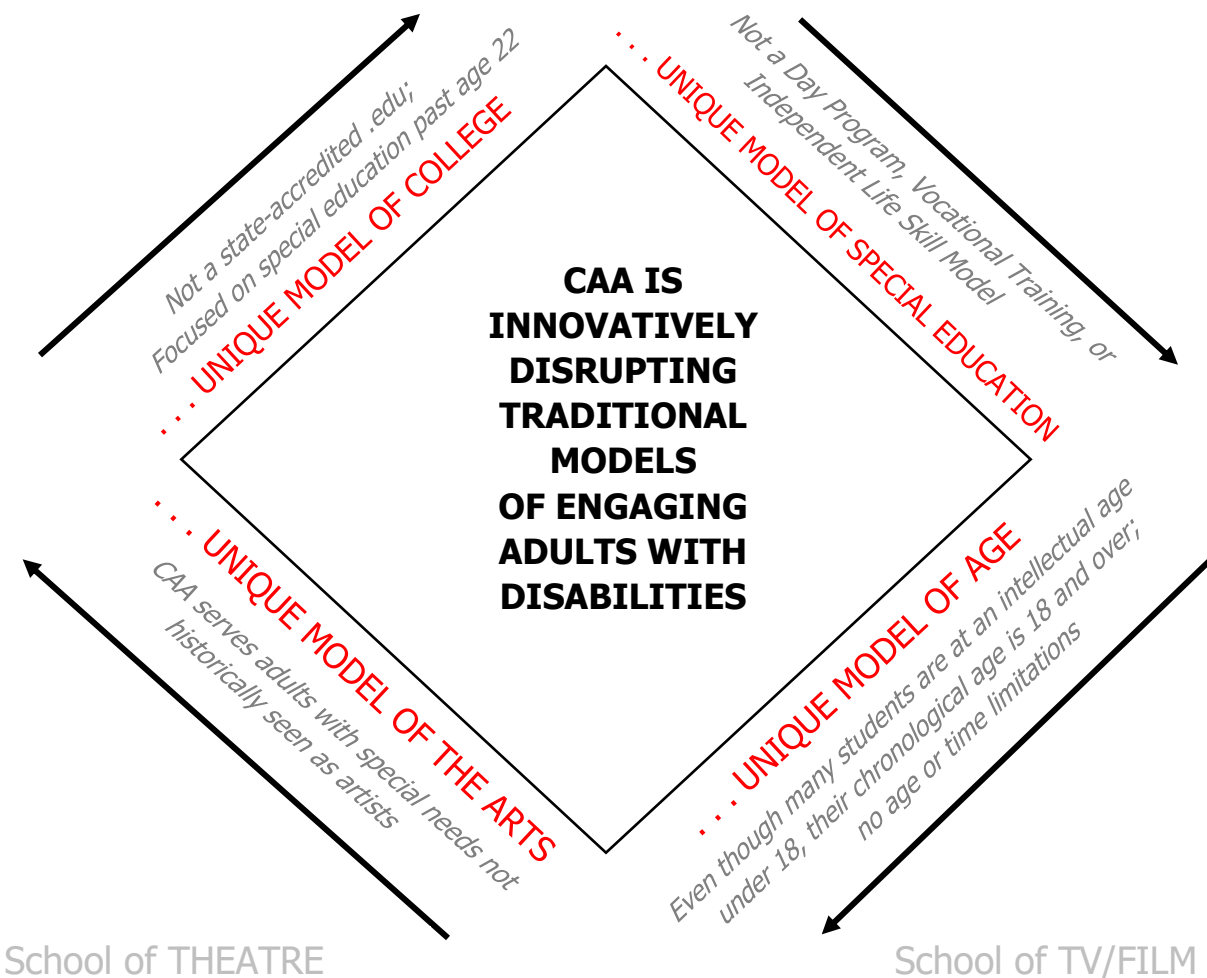 Not a state-accredited .edu;
Focused on special education past age 22
. . . UNIQUE MODEL OF COLLEGE
Not a Day Program, Vocational Training, or
Independent Life Skill Model
. . . UNIQUE MODEL OF SPECIAL EDUCATION
CAA IS
INNOVATIVELY
DISRUPTING
TRADITIONAL
MODELS
OF ENGAGING
ADULTS WITH
DISABILITIES
. . . UNIQUE MODEL OF THE ARTS
CAA serves adults with special needs not
historically seen as artists
. . . UNIQUE MODEL OF AGE
Even though many students are at an intellectual age
under 18, their chronological age is 18 and over;
no age or time limitations
School of THEATRE
School of TV/FILM